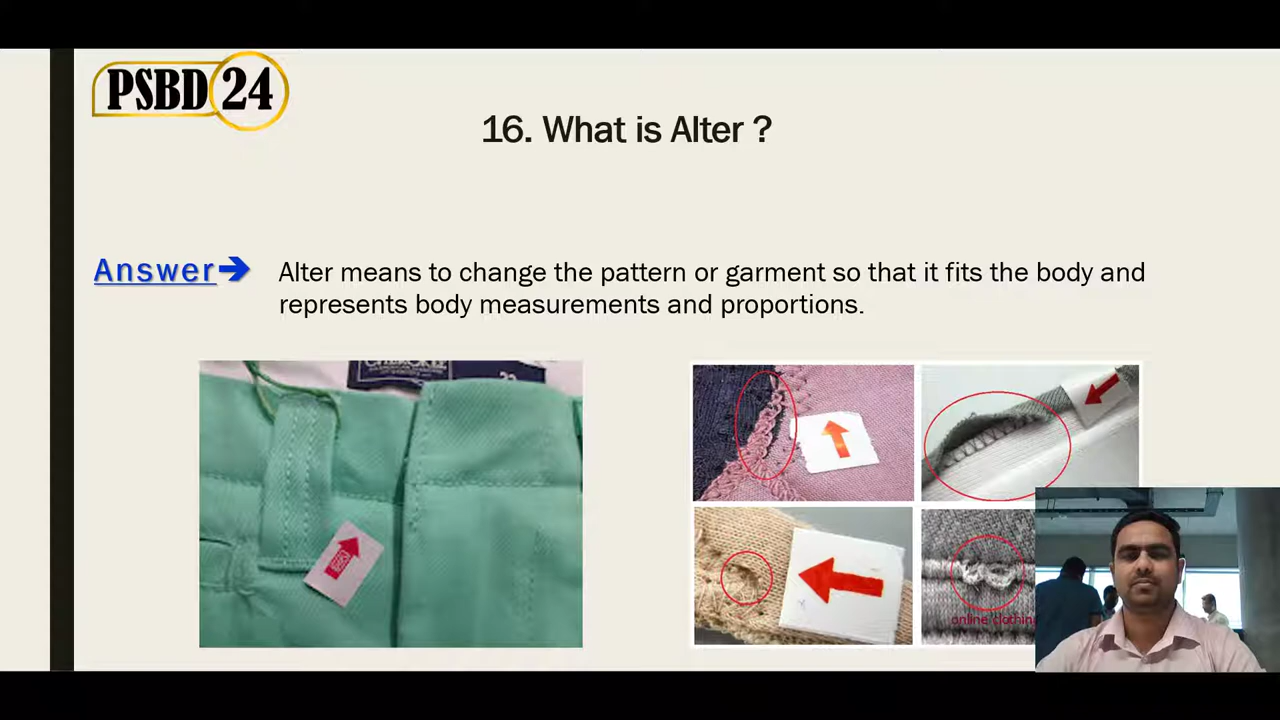 PSBD 24
16. What is Alter ?
Answer➔ Alter means to change the pattern or garment so that it fits the body and
represents body measurements and proportions.
CHEROKEE
online clothing